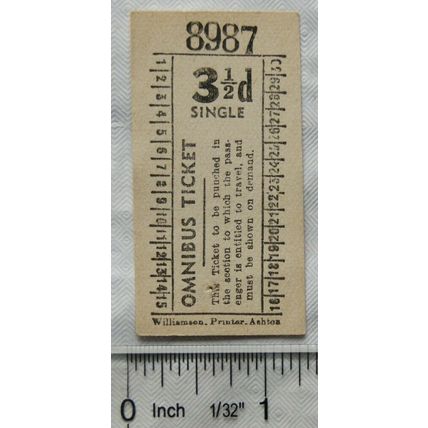 8987
3½d
SINGLE
1 2 3 4 5 6 7 8 9 10 11 12 13 14 15
OMNIBUS TICKET
This Ticket to be punched in
the section to which the pass-
enger is entitled to travel, and
must be shown on demand.
16 17 18 19 20 21 22 23 24 25 26 27 28 29 30
Williamson, Printer, Ashton
0 Inch 1/32" 1